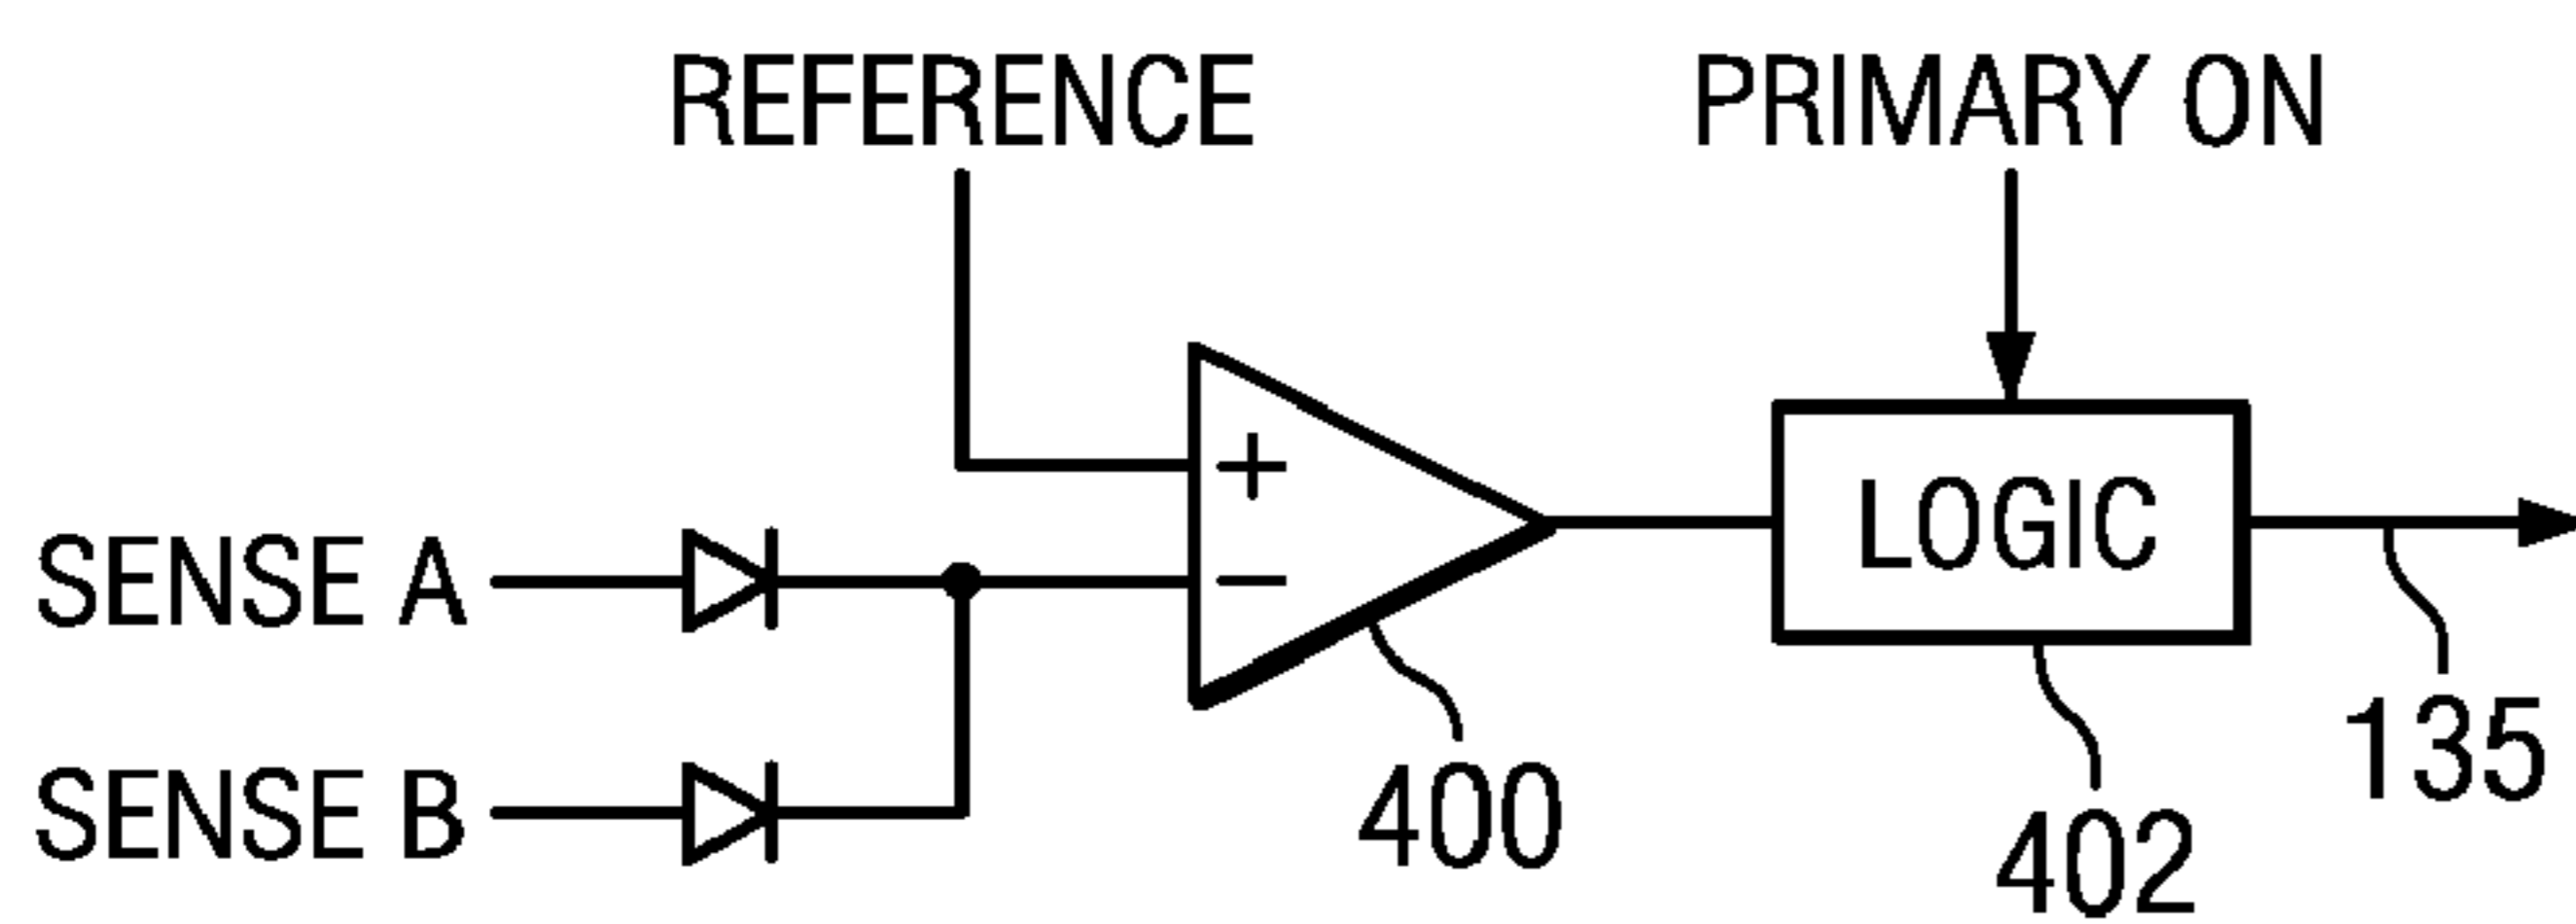 REFERENCE
PRIMARY ON
+
LOGIC
SENSE A
−
SENSE B
400
402
135